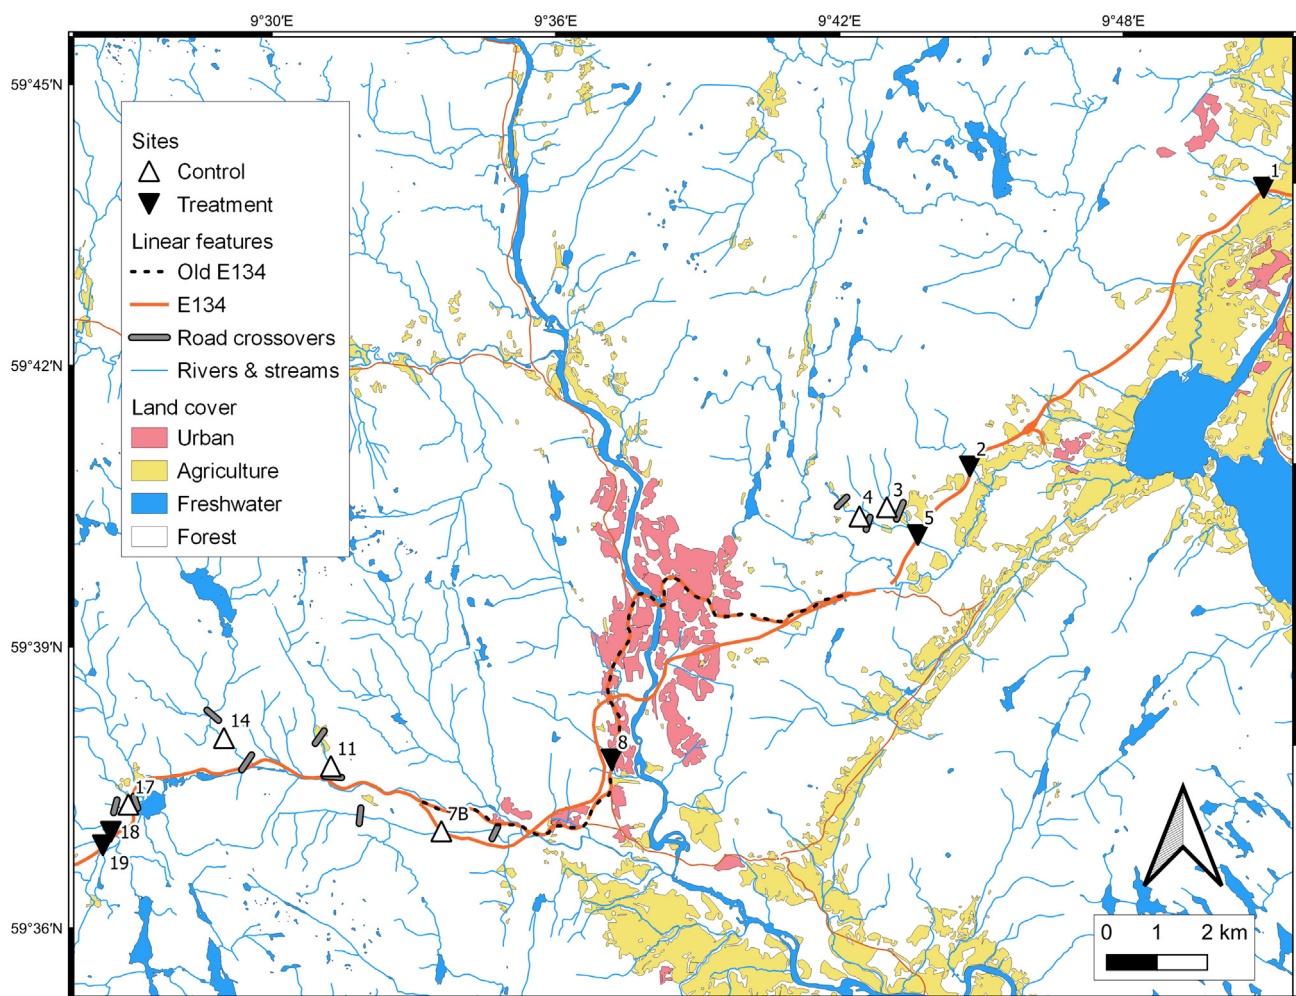 9°30'E 9°36'E 9°42'E 9°48'E
59°45'N
59°42'N
59°39'N
59°36'N
Sites
Control
Treatment
Linear features
Old E134
E134
Road crossovers
Rivers & streams
Land cover
Urban
Agriculture
Freshwater
Forest
1
2
3
4
5
14
11
8
17
7B
18
19
0 1 2 km